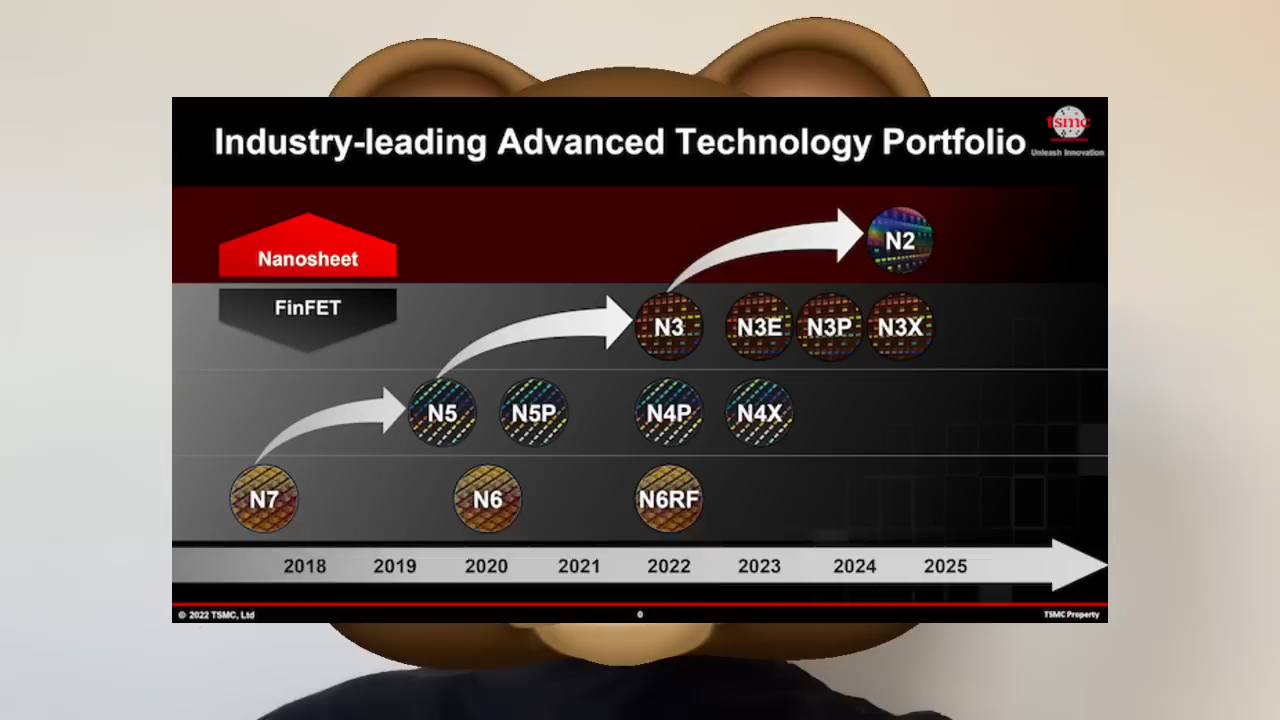 Industry-leading Advanced Technology Portfolio
tsmc
Unleash Innovation
Nanosheet
FinFET
N2
N3 N3E N3P N3X
N5 N5P N4P N4X
N7 N6 N6RF
2018 2019 2020 2021 2022 2023 2024 2025
© 2022 TSMC, Ltd 0 TSMC Property